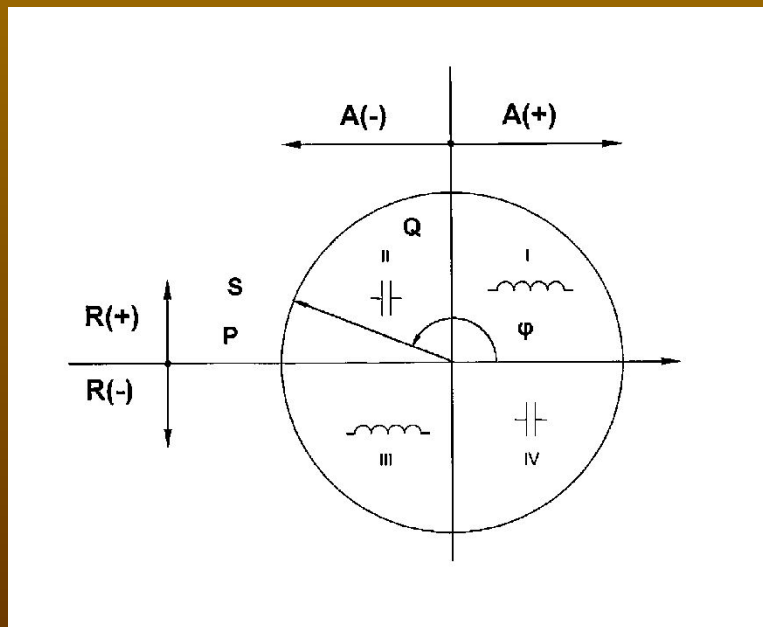 A(-) A(+)
Q
II I
S
R(+)
P φ
R(-)
III IV